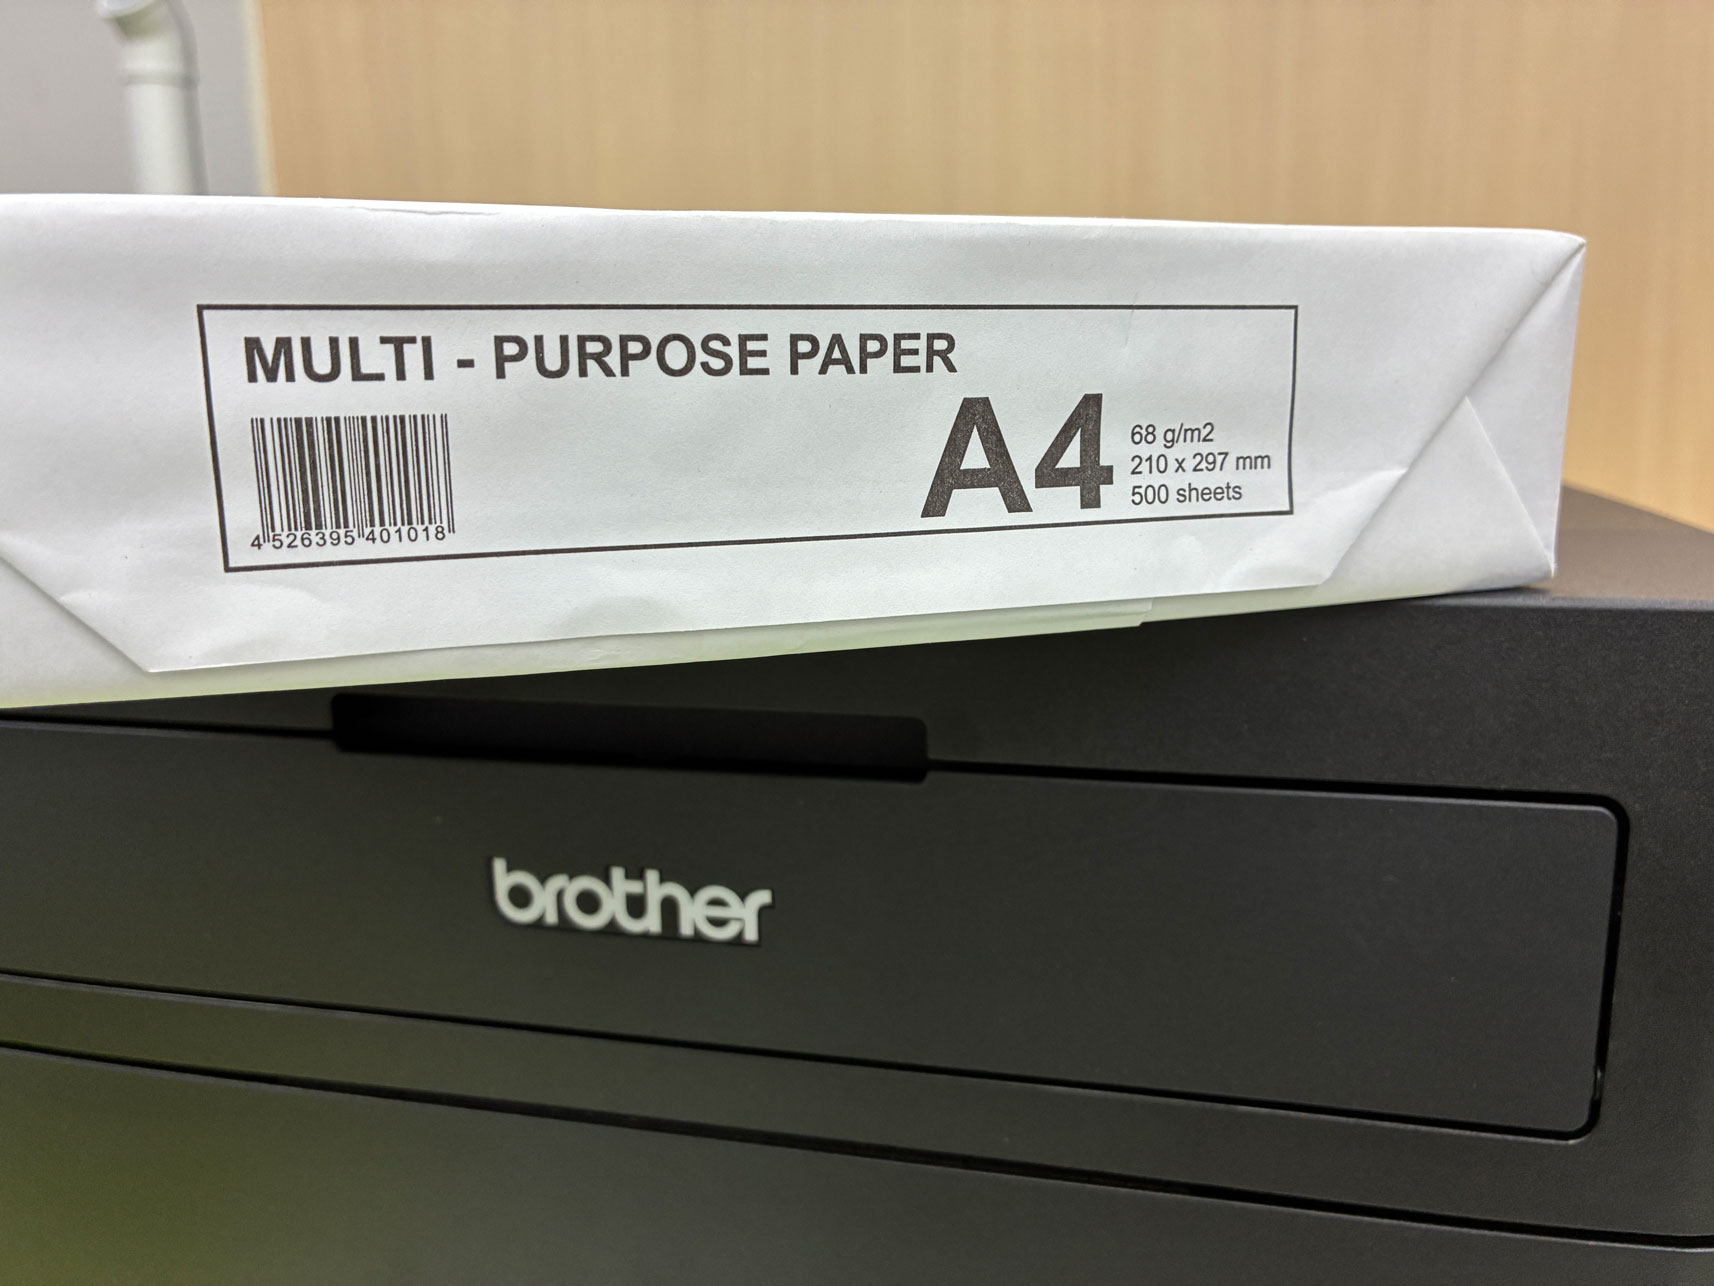 MULTI - PURPOSE PAPER
A4
68 g/m2
210 x 297 mm
500 sheets
4 526395 401018
brother